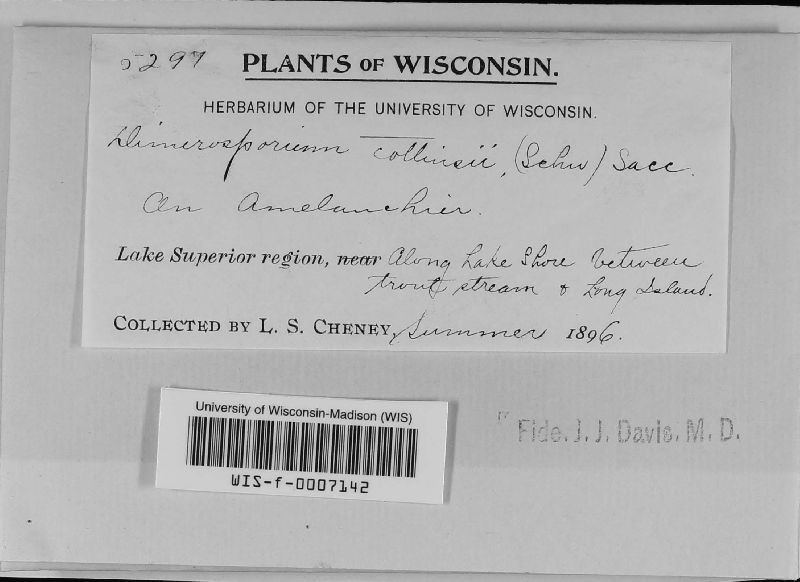 5297 PLANTS OF WISCONSIN.
HERBARIUM OF THE UNIVERSITY OF WISCONSIN.
Dimerosporium Collinsii, (Schw) Sacc.
On Amelanchier.
Lake Superior region, near Along Lake Shore between
trout stream & Long Island.
COLLECTED BY L. S. CHENEY, Summer 1896.
University of Wisconsin-Madison (WIS)
WIS-f-0007142
" Fide. J. J. Davis. M. D.